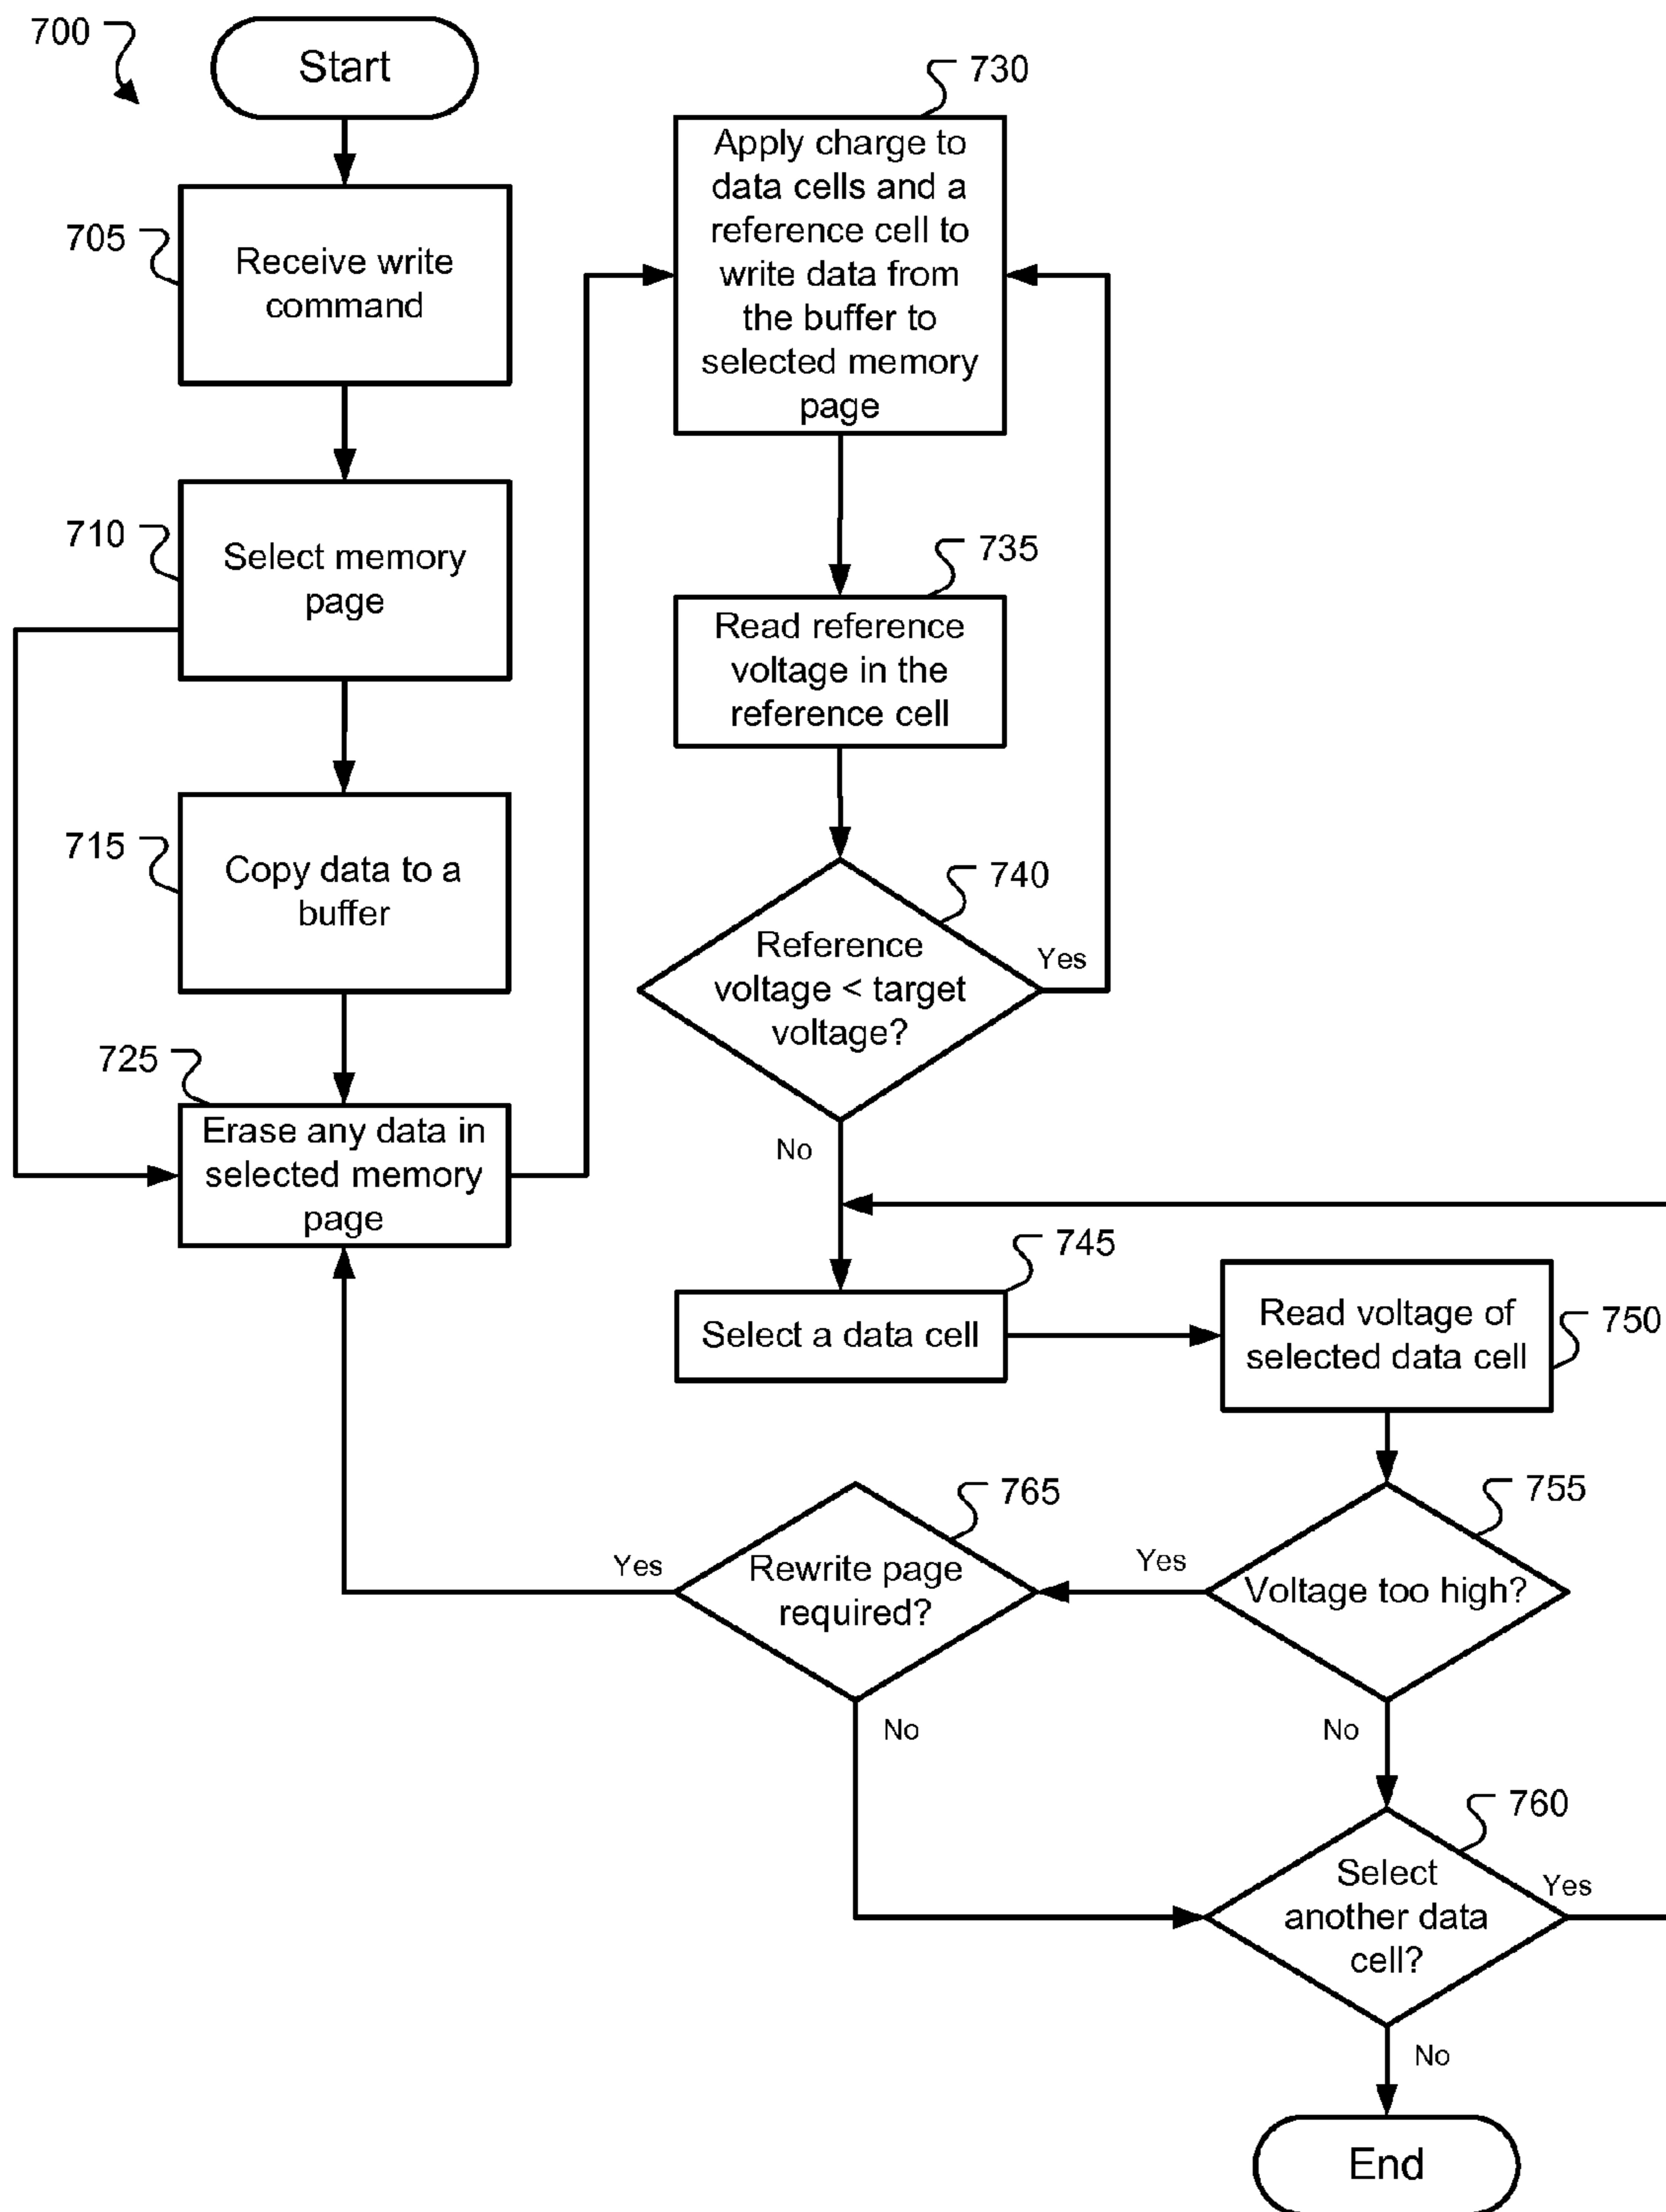 700
Start
705
Receive write
command
710
Select memory
page
715
Copy data to a
buffer
725
Erase any data in
selected memory
page
730
Apply charge to
data cells and a
reference cell to
write data from
the buffer to
selected memory
page
735
Read reference
voltage in the
reference cell
740
Reference
voltage < target
voltage?
Yes
No
745
Select a data cell
Read voltage of
selected data cell
750
755
Voltage too high?
Yes
No
765
Rewrite page
required?
Yes
No
760
Select
another data
cell?
Yes
No
End